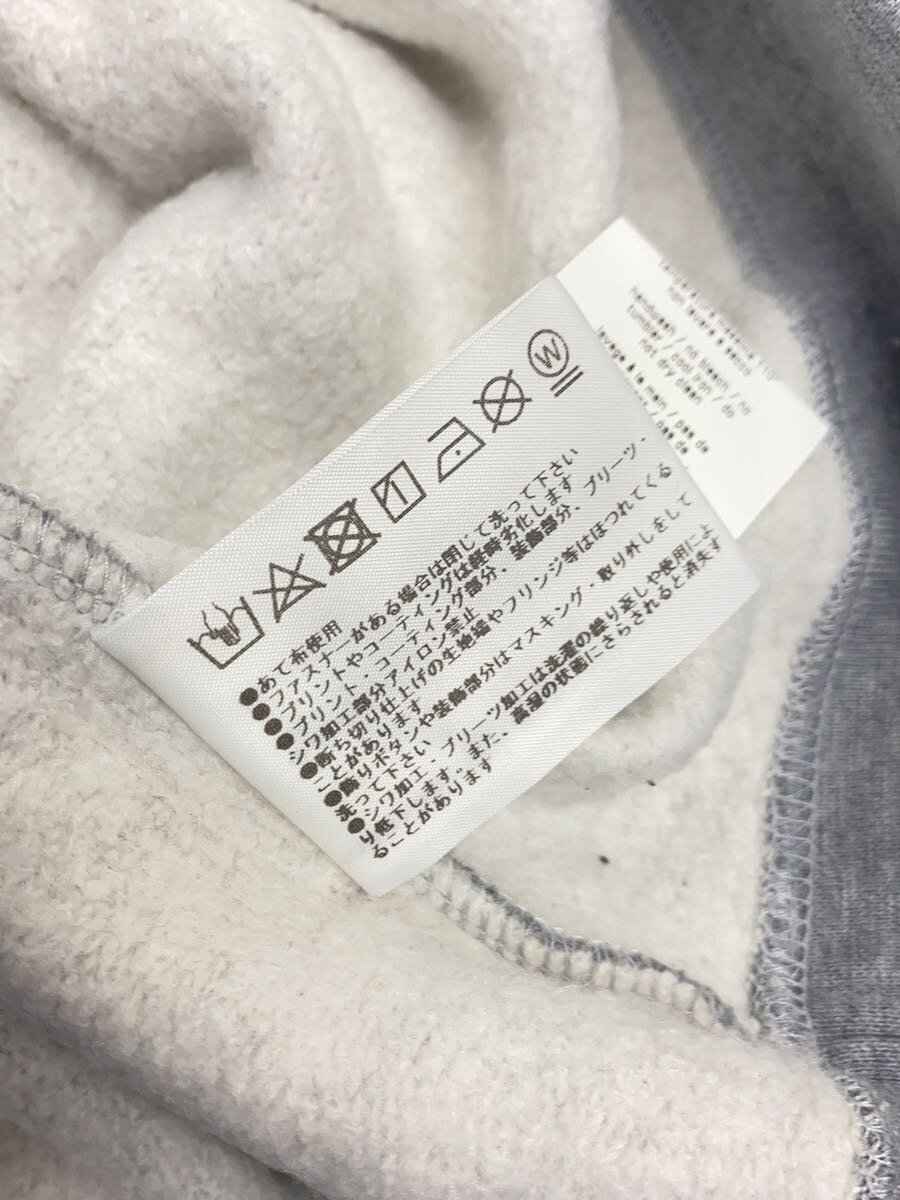 W
●あて布使用
●ファスナーがある場合は閉じて洗って下さい
●プリントやコーティングは経時劣化します
●プリント・コーティング部分、装飾部分、プリーツ・
シワ加工部分アイロン禁止
●断ち切り仕上げの生地端やフリンジ等はほつれてくる
ことがあります
●飾りボタンや装飾部分はマスキング・取り外しをして
洗って下さい
●シワ加工・プリーツ加工は洗濯の繰り返しや使用によ
り低下します。また、高湿の状態にさらされると消失す
ることがあります
non lavare a secco
handwash / no bleach / no
tumble / cool iron / do
not dry clean
lavage à la main / pas de